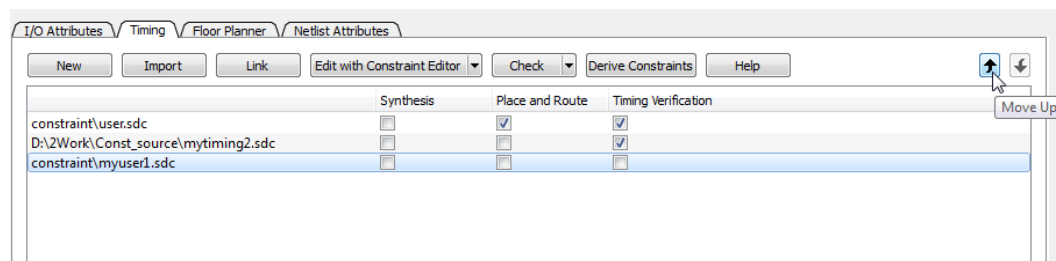 I/O Attributes Timing Floor Planner Netlist Attributes
New Import Link Edit with Constraint Editor Check Derive Constraints Help
Synthesis Place and Route Timing Verification
Move Up
constraint\user.sdc
D:\2Work\Const_source\mytiming2.sdc
constraint\myuser1.sdc